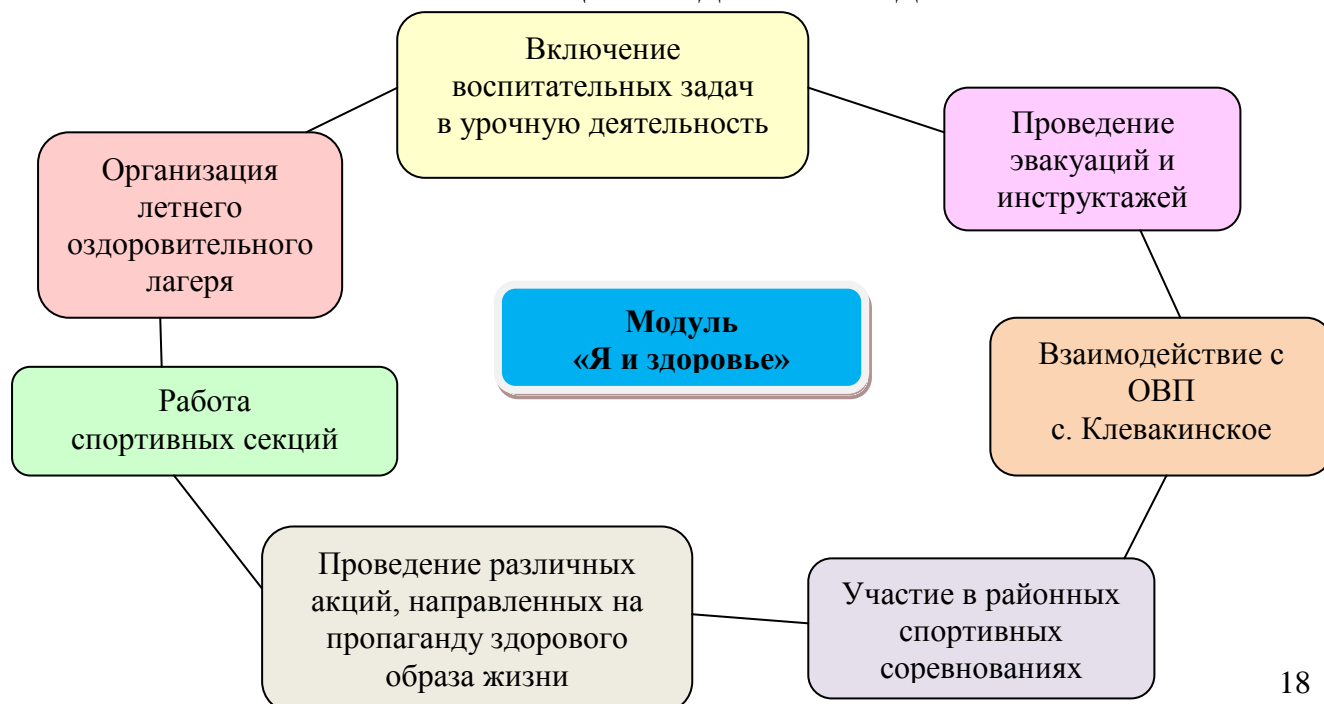 Включение
воспитательных задач
в урочную деятельность
Проведение
эвакуаций и
инструктажей
Организация
летнего
оздоровительного
лагеря
Модуль
«Я и здоровье»
Взаимодействие с
ОВП
с. Клевакинское
Работа
спортивных секций
Проведение различных
акций, направленных на
пропаганду здорового
образа жизни
Участие в районных
спортивных
соревнованиях
18